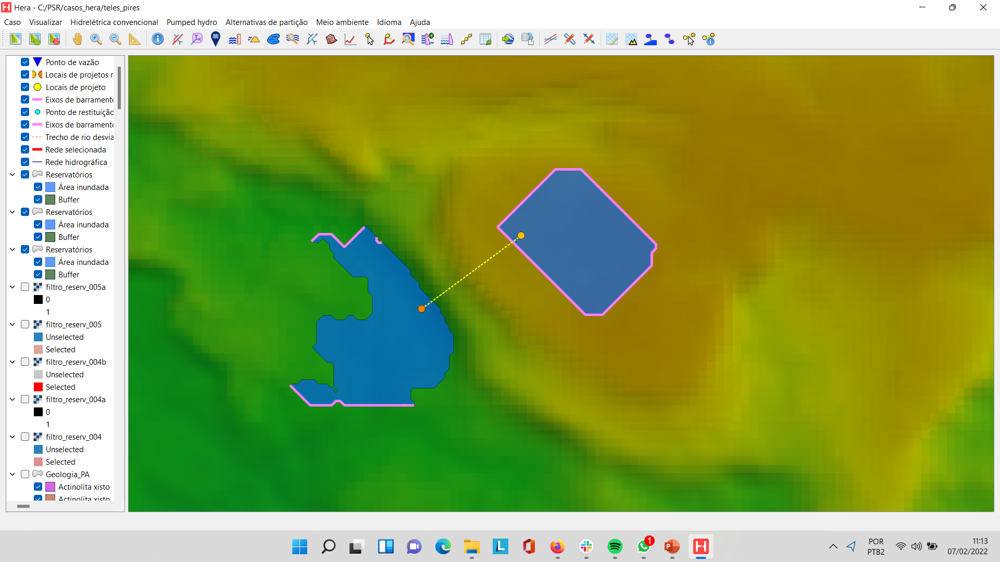 Hera - C:/PSR/casos_hera/teles_pires
Caso Visualizar Hidrelétrica convencional Pumped hydro Alternativas de partição Meio ambiente Idioma Ajuda
Ponto de vazão
Locais de projetos r
Locais de projeto
Eixos de barramento
Ponto de restituição
Eixos de barramento
Trecho de rio desvia
Rede selecionada
Rede hidrográfica
Reservatórios
Área inundada
Buffer
Reservatórios
Área inundada
Buffer
Reservatórios
Área inundada
Buffer
filtro_reserv_005a
0
1
filtro_reserv_005
Unselected
Selected
filtro_reserv_004b
Unselected
Selected
filtro_reserv_004a
0
1
filtro_reserv_004
Unselected
Selected
Geologia_PA
Actinolita xisto
Actinolita xisto
L
1
P
H
POR
PTB2
11:13
07/02/2022